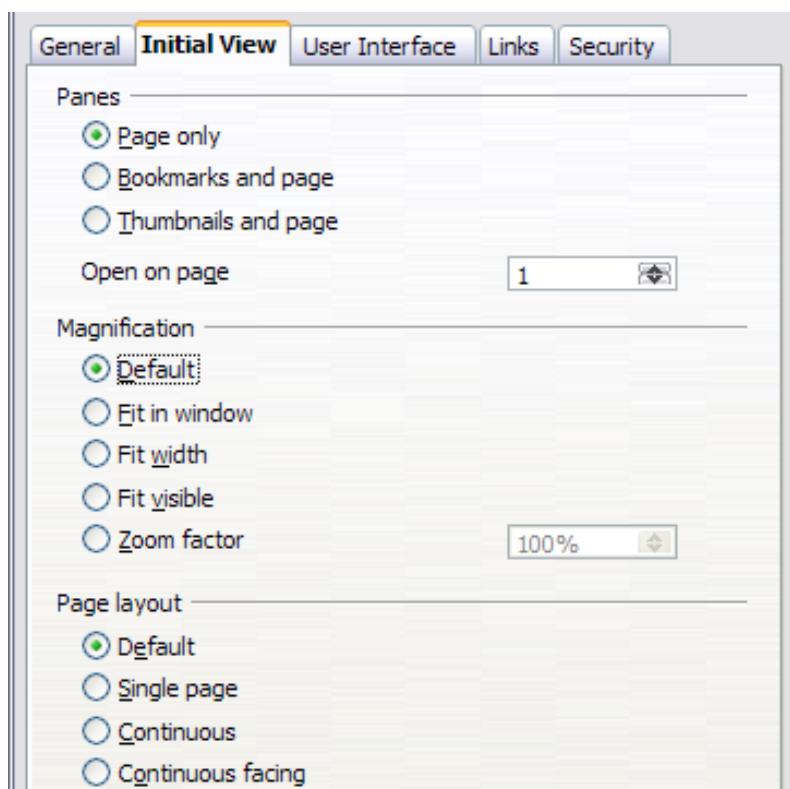 General Initial View User Interface Links Security
Panes
Page only
Bookmarks and page
Thumbnails and page
Open on page 1
Magnification
Default
Fit in window
Fit width
Fit visible
Zoom factor 100%
Page layout
Default
Single page
Continuous
Continuous facing